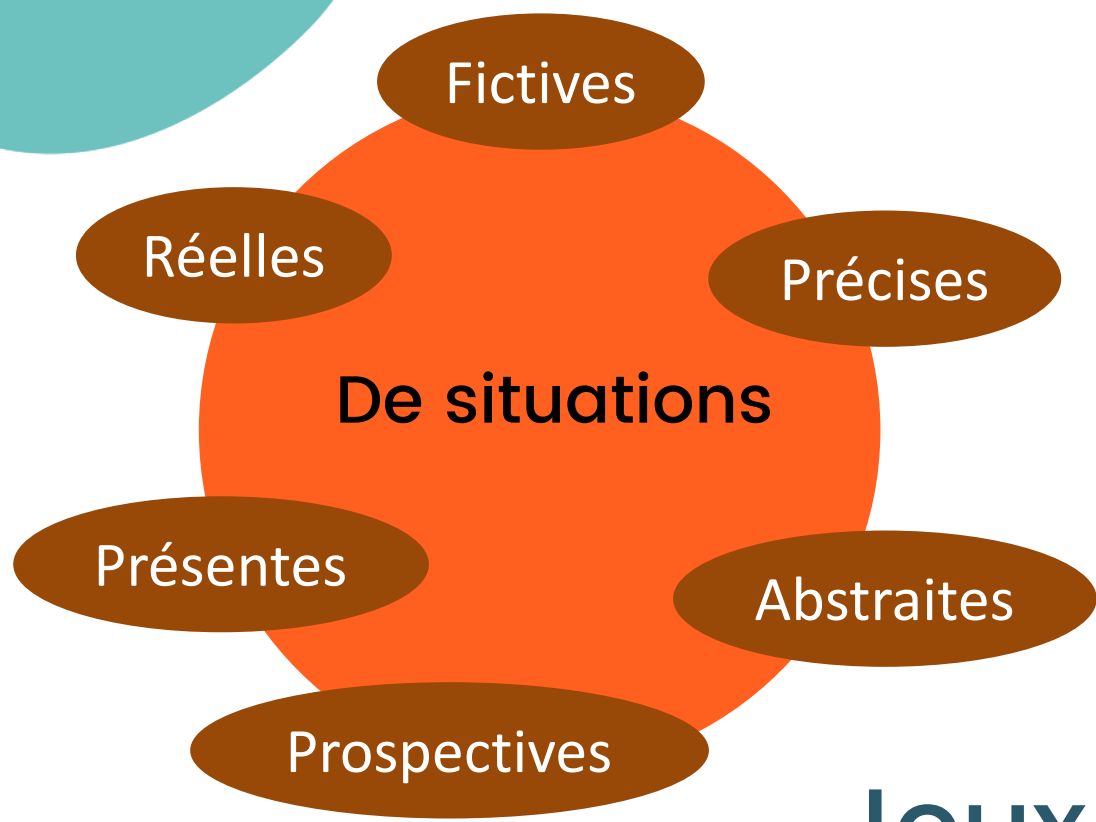 Fictives
Réelles
Précises
De situations
Présentes
Abstraites
Prospectives